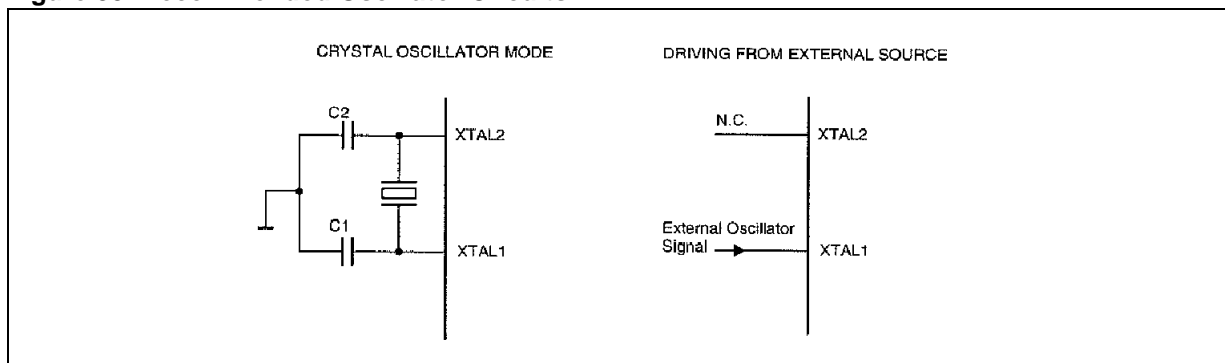 CRYSTAL OSCILLATOR MODE
DRIVING FROM EXTERNAL SOURCE
C2
XTAL2
C1
XTAL1
N.C.
XTAL2
External Oscillator
Signal
XTAL1